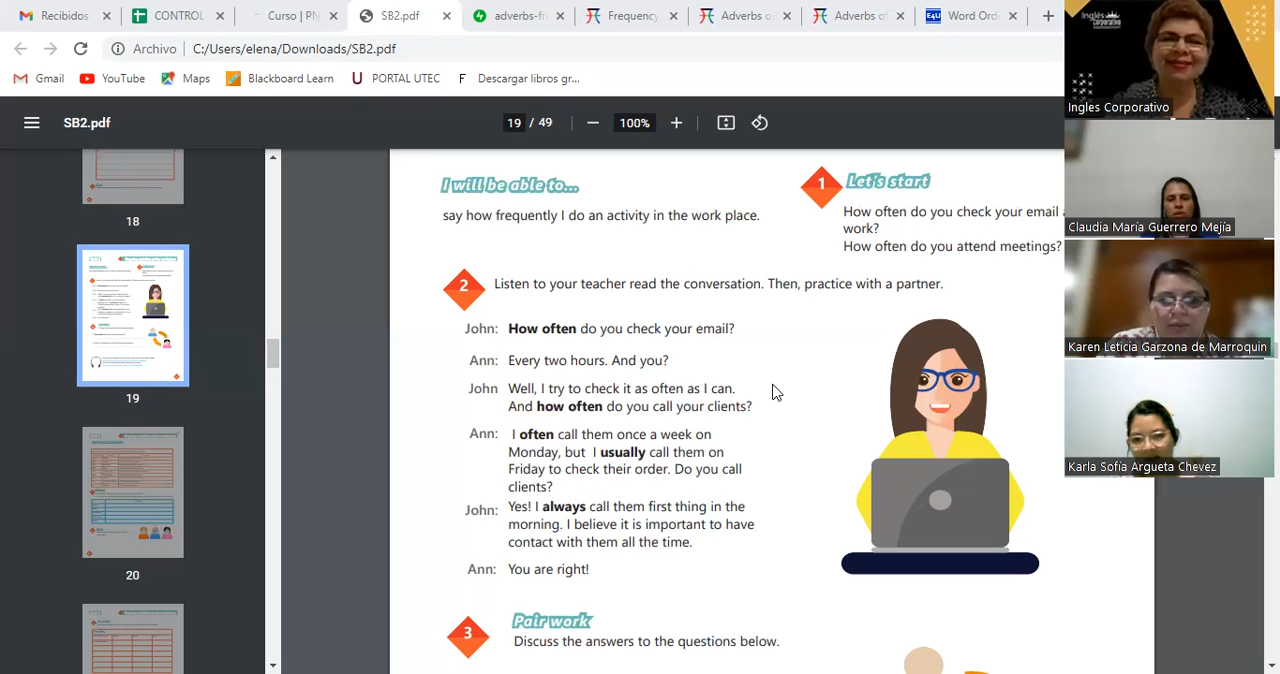 Recibidos
CONTROL
Curso | PN
SB2.pdf
adverbs-fr
Frequency
Adverbs o
Adverbs of
Word Orde
Archivo
C:/Users/elena/Downloads/SB2.pdf
Gmail
YouTube
Maps
Blackboard Learn
PORTAL UTEC
Descargar libros gr...
SB2.pdf
19 / 49
100%
18
19
20
I will be able to...
say how frequently I do an activity in the work place.
1
Let's start
How often do you check your email
work?
How often do you attend meetings?
2
Listen to your teacher read the conversation. Then, practice with a partner.
John: How often do you check your email?
Ann: Every two hours. And you?
John Well, I try to check it as often as I can.
And how often do you call your clients?
Ann: I often call them once a week on
Monday, but I usually call them on
Friday to check their order. Do you call
clients?
John: Yes! I always call them first thing in the
morning. I believe it is important to have
contact with them all the time.
Ann: You are right!
3
Pair work
Discuss the answers to the questions below.
Inglés
Corporativo
Ingles Corporativo
Claudia María Guerrero Mejía
Karen Leticia Garzona de Marroquin
Karla Sofía Argueta Chevez